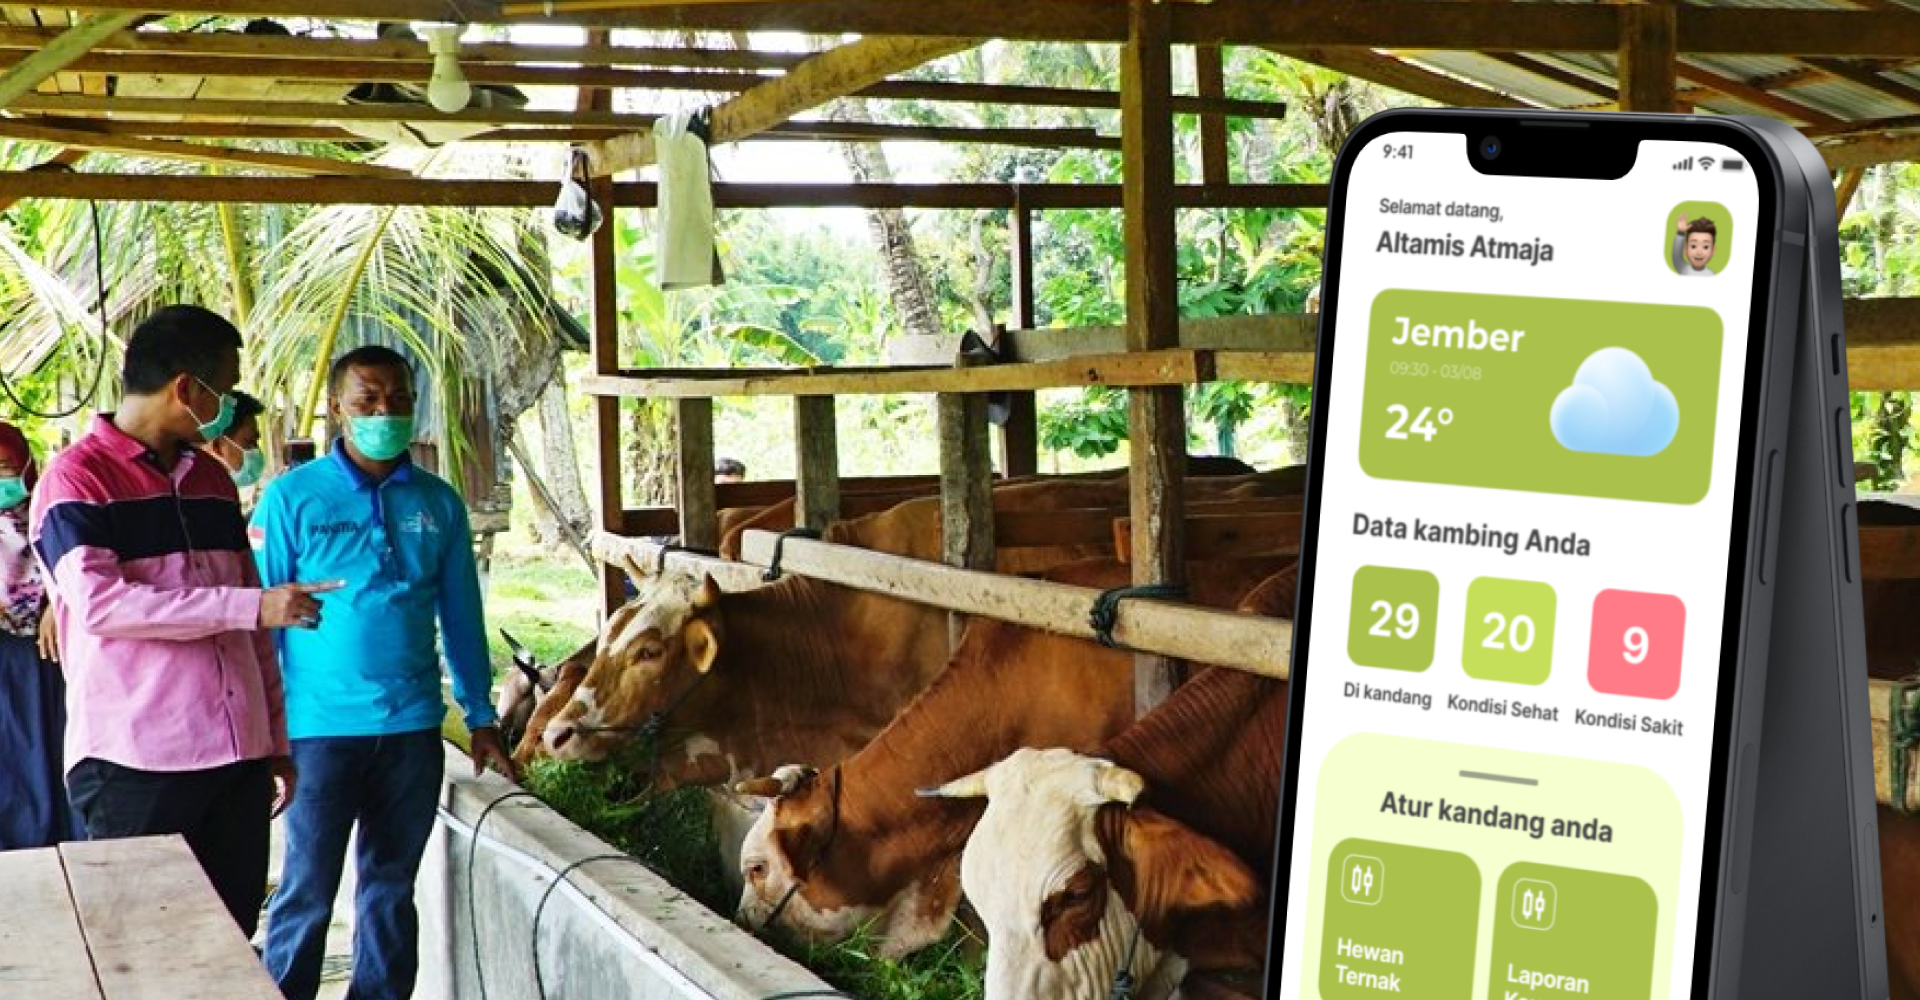 PANITIA
9:41
Selamat datang,
Altamis Atmaja
Jember
09:30 - 03/08
24°
Data kambing Anda
29
20
9
Di kandang
Kondisi Sehat
Kondisi Sakit
Atur kandang anda
Hewan
Ternak
Laporan